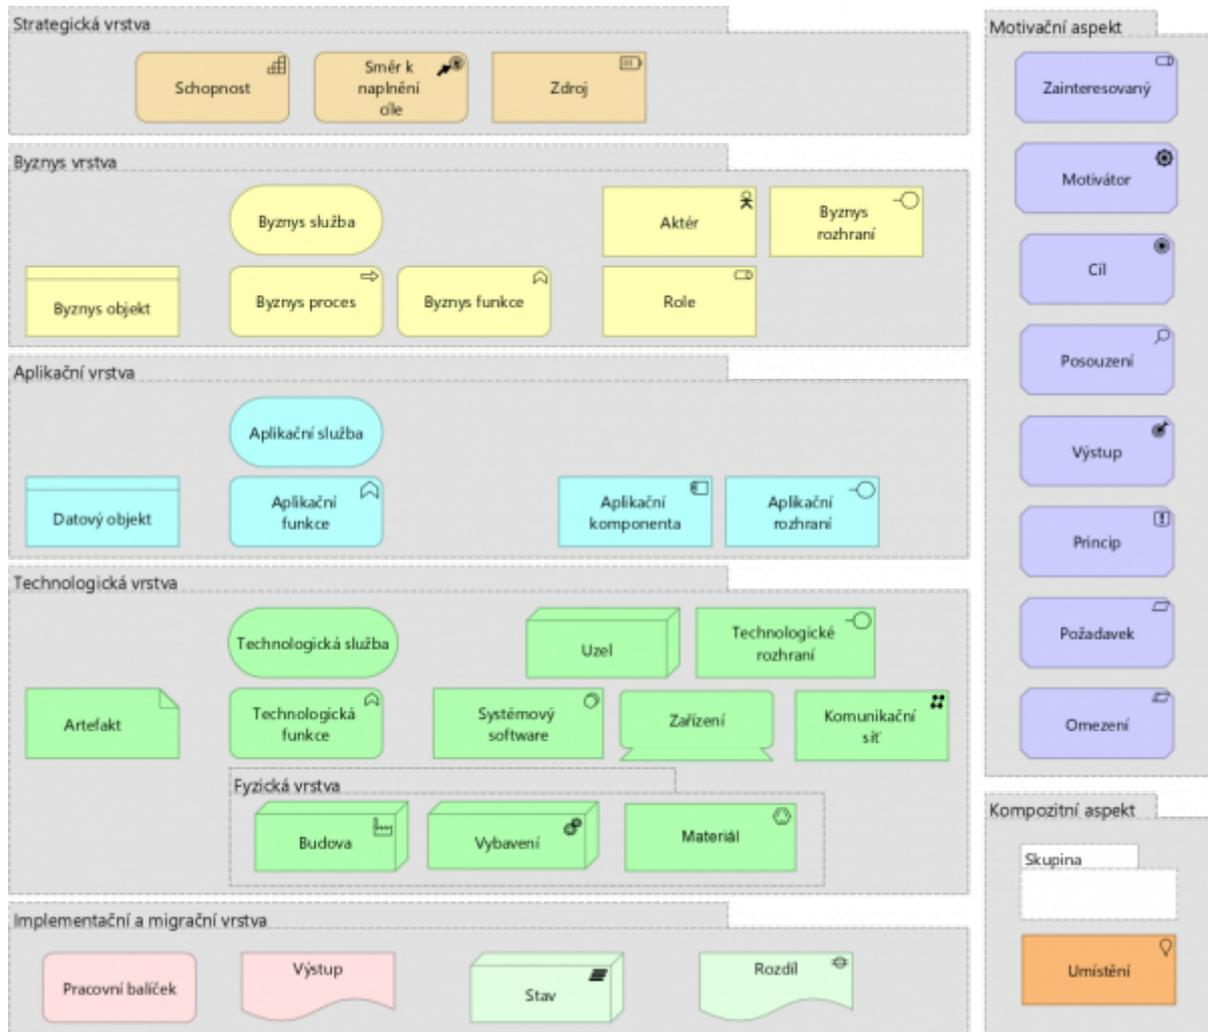 Strategická vrstva
Schopnost
Směr k
naplnění
cíle
Zdroj
Byznys vrstva
Byznys služba
Aktér
Byznys
rozhraní
Byznys objekt
Byznys proces
Byznys funkce
Role
Aplikační vrstva
Aplikační služba
Datový objekt
Aplikační
funkce
Aplikační
komponenta
Aplikační
rozhraní
Technologická vrstva
Technologická služba
Uzel
Technologické
rozhraní
Artefakt
Technologická
funkce
Systémový
software
Zařízení
Komunikační
síť
Fyzická vrstva
Budova
Vybavení
Materiál
Implementační a migrační vrstva
Pracovní balíček
Výstup
Stav
Rozdíl
Motivační aspekt
Zainteresovaný
Motivátor
Cíl
Posouzení
Výstup
Princip
Požadavek
Omezení
Kompozitní aspekt
Skupina
Umístění